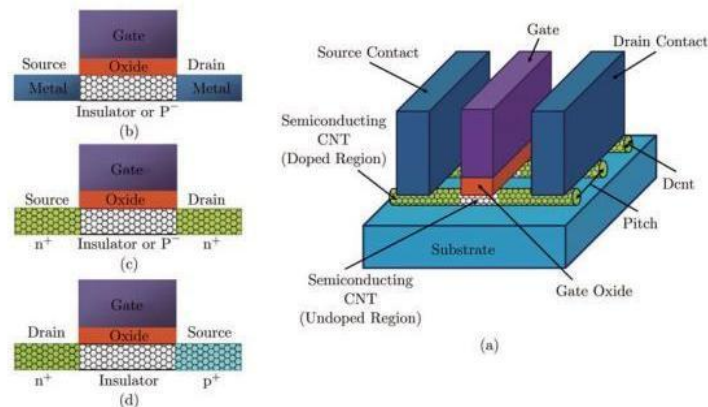 Gate
Source
Oxide
Drain
Metal
Metal
Insulator or P⁻
(b)
Gate
Source
Oxide
Drain
n⁺
Insulator or P⁻
n⁺
(c)
Gate
Drain
Oxide
Source
n⁺
Insulator
p⁺
(d)
Gate
Source Contact
Drain Contact
Semiconducting
CNT
(Doped Region)
Dcnt
Pitch
Substrate
Semiconducting
CNT
(Undoped Region)
Gate Oxide
(a)